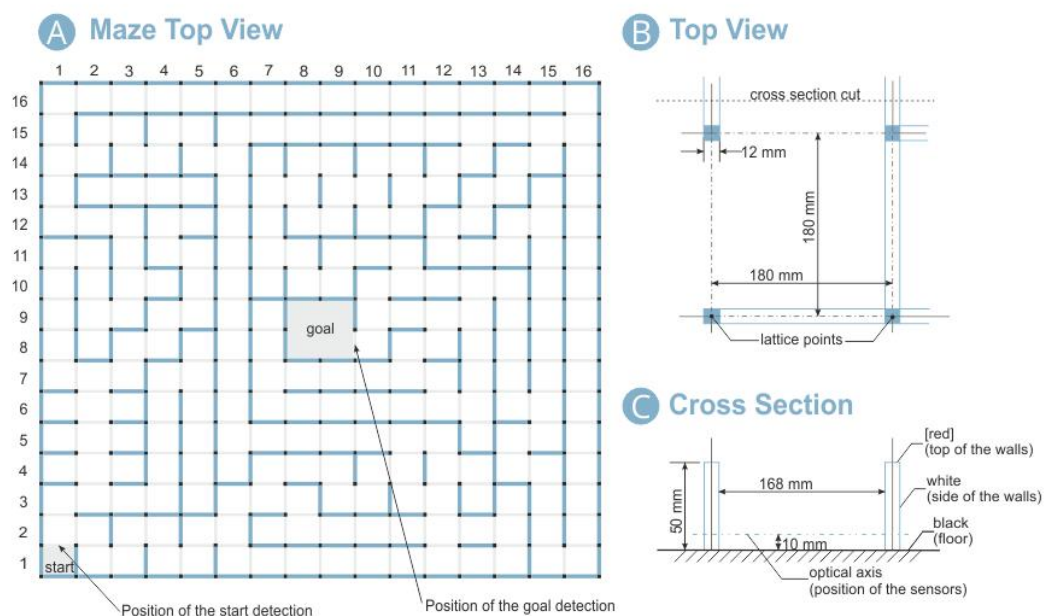 A Maze Top View
1 2 3 4 5 6 7 8 9 10 11 12 13 14 15 16
16
15
14
13
12
11
10
9
8
7
6
5
4
3
2
1
goal
start
Position of the start detection
Position of the goal detection
B Top View
cross section cut
12 mm
180 mm
180 mm
lattice points
C Cross Section
[red]
(top of the walls)
168 mm
white
(side of the walls)
50 mm
10 mm
black
(floor)
optical axis
(position of the sensors)